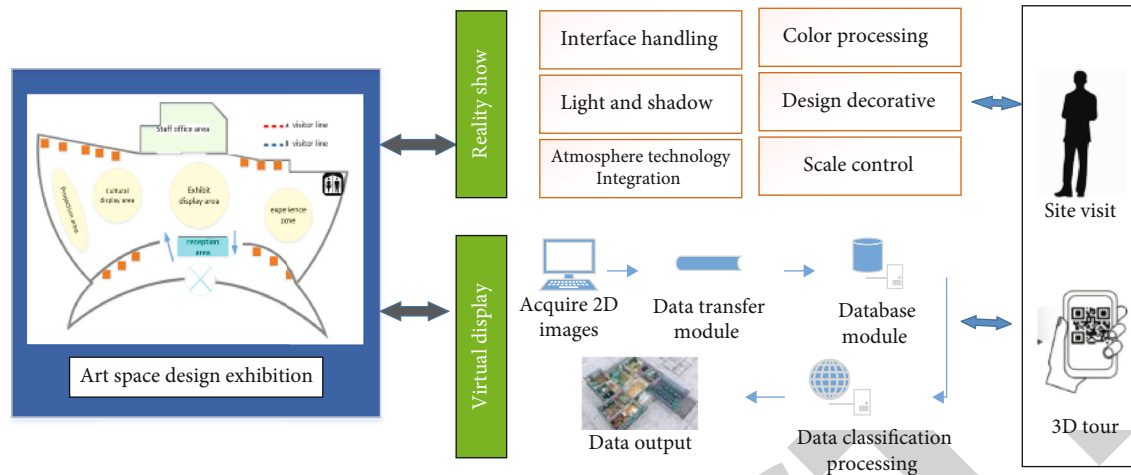 Staff office area
A visitor line
B visitor line
Projection area
Cultural
display area
Exhibit
display area
experience
zone
reception
area
Art space design exhibition
Reality show
Interface handling
Color processing
Light and shadow
Design decorative
Atmosphere technology
Integration
Scale control
Virtual display
Acquire 2D
images
Data transfer
module
Database
module
Data output
Data classification
processing
Site visit
3D tour